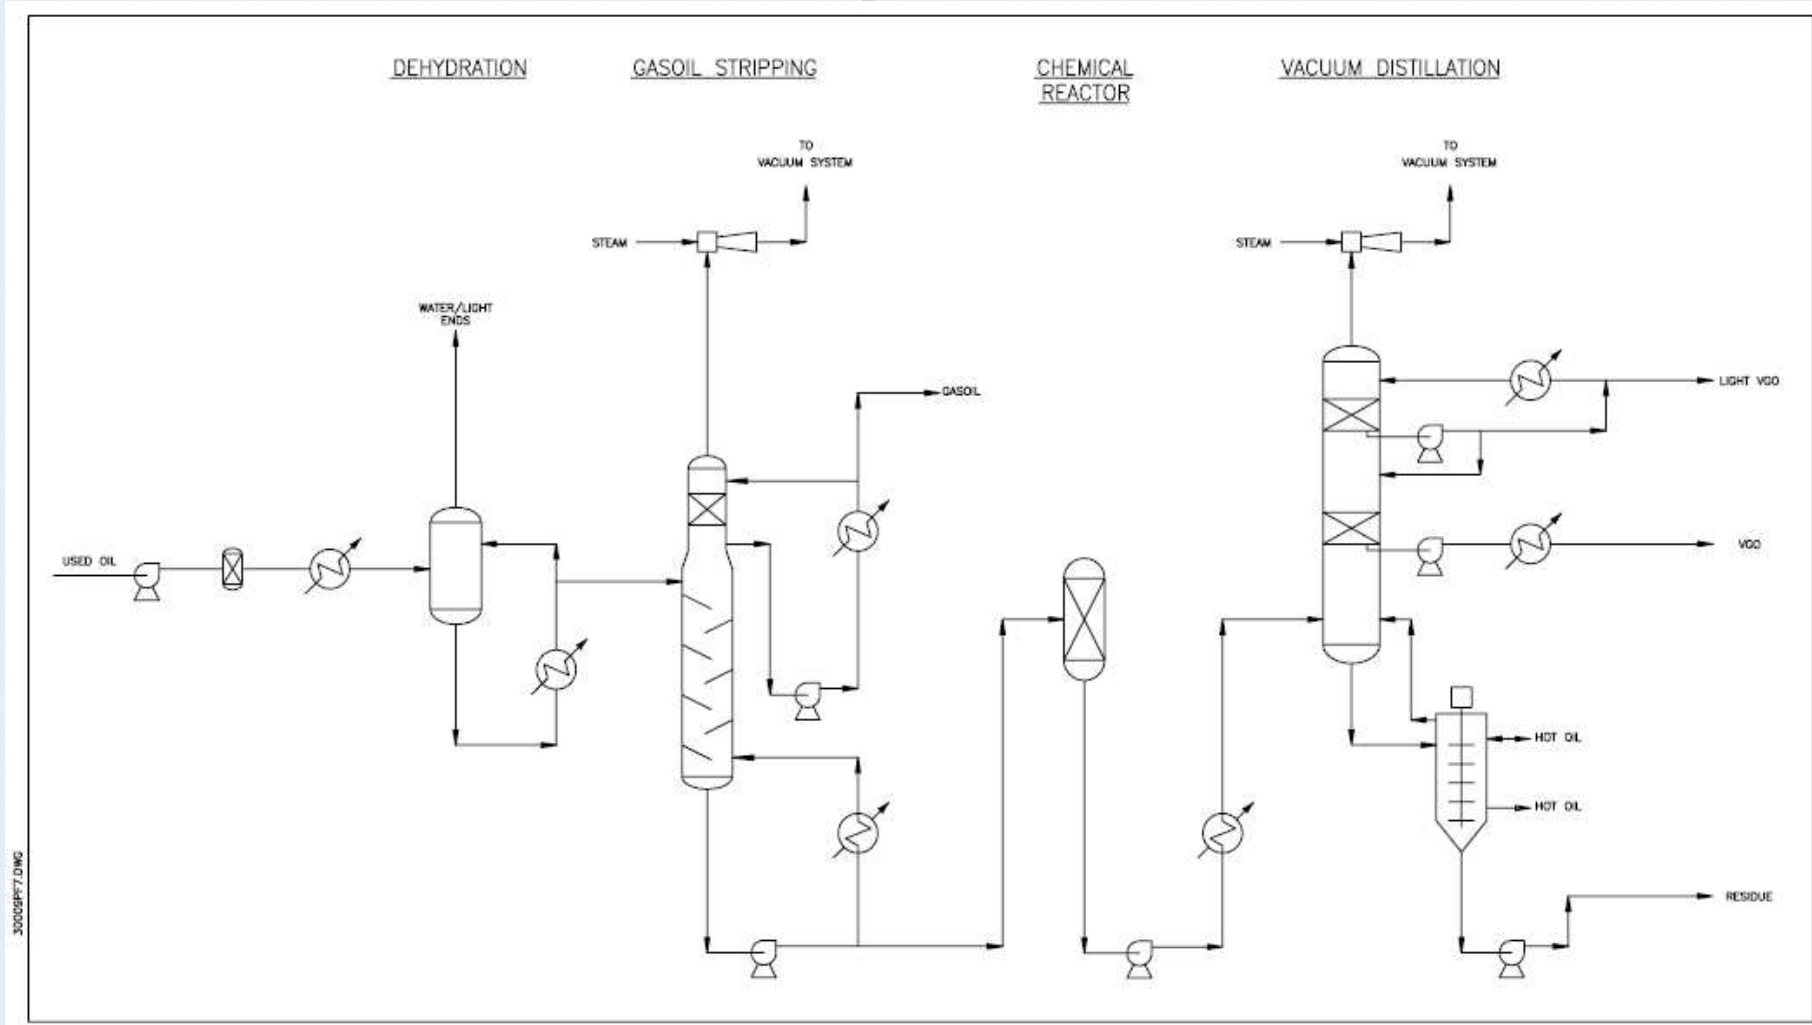 DEHYDRATION
GASOIL STRIPPING
CHEMICAL
REACTOR
VACUUM DISTILLATION
TO
VACUUM SYSTEM
TO
VACUUM SYSTEM
STEAM
STEAM
WATER/LIGHT
ENDS
LIGHT VGO
GASOIL
VGO
USED OIL
HOT OIL
HOT OIL
RESIDUE
30009PF7.DWG